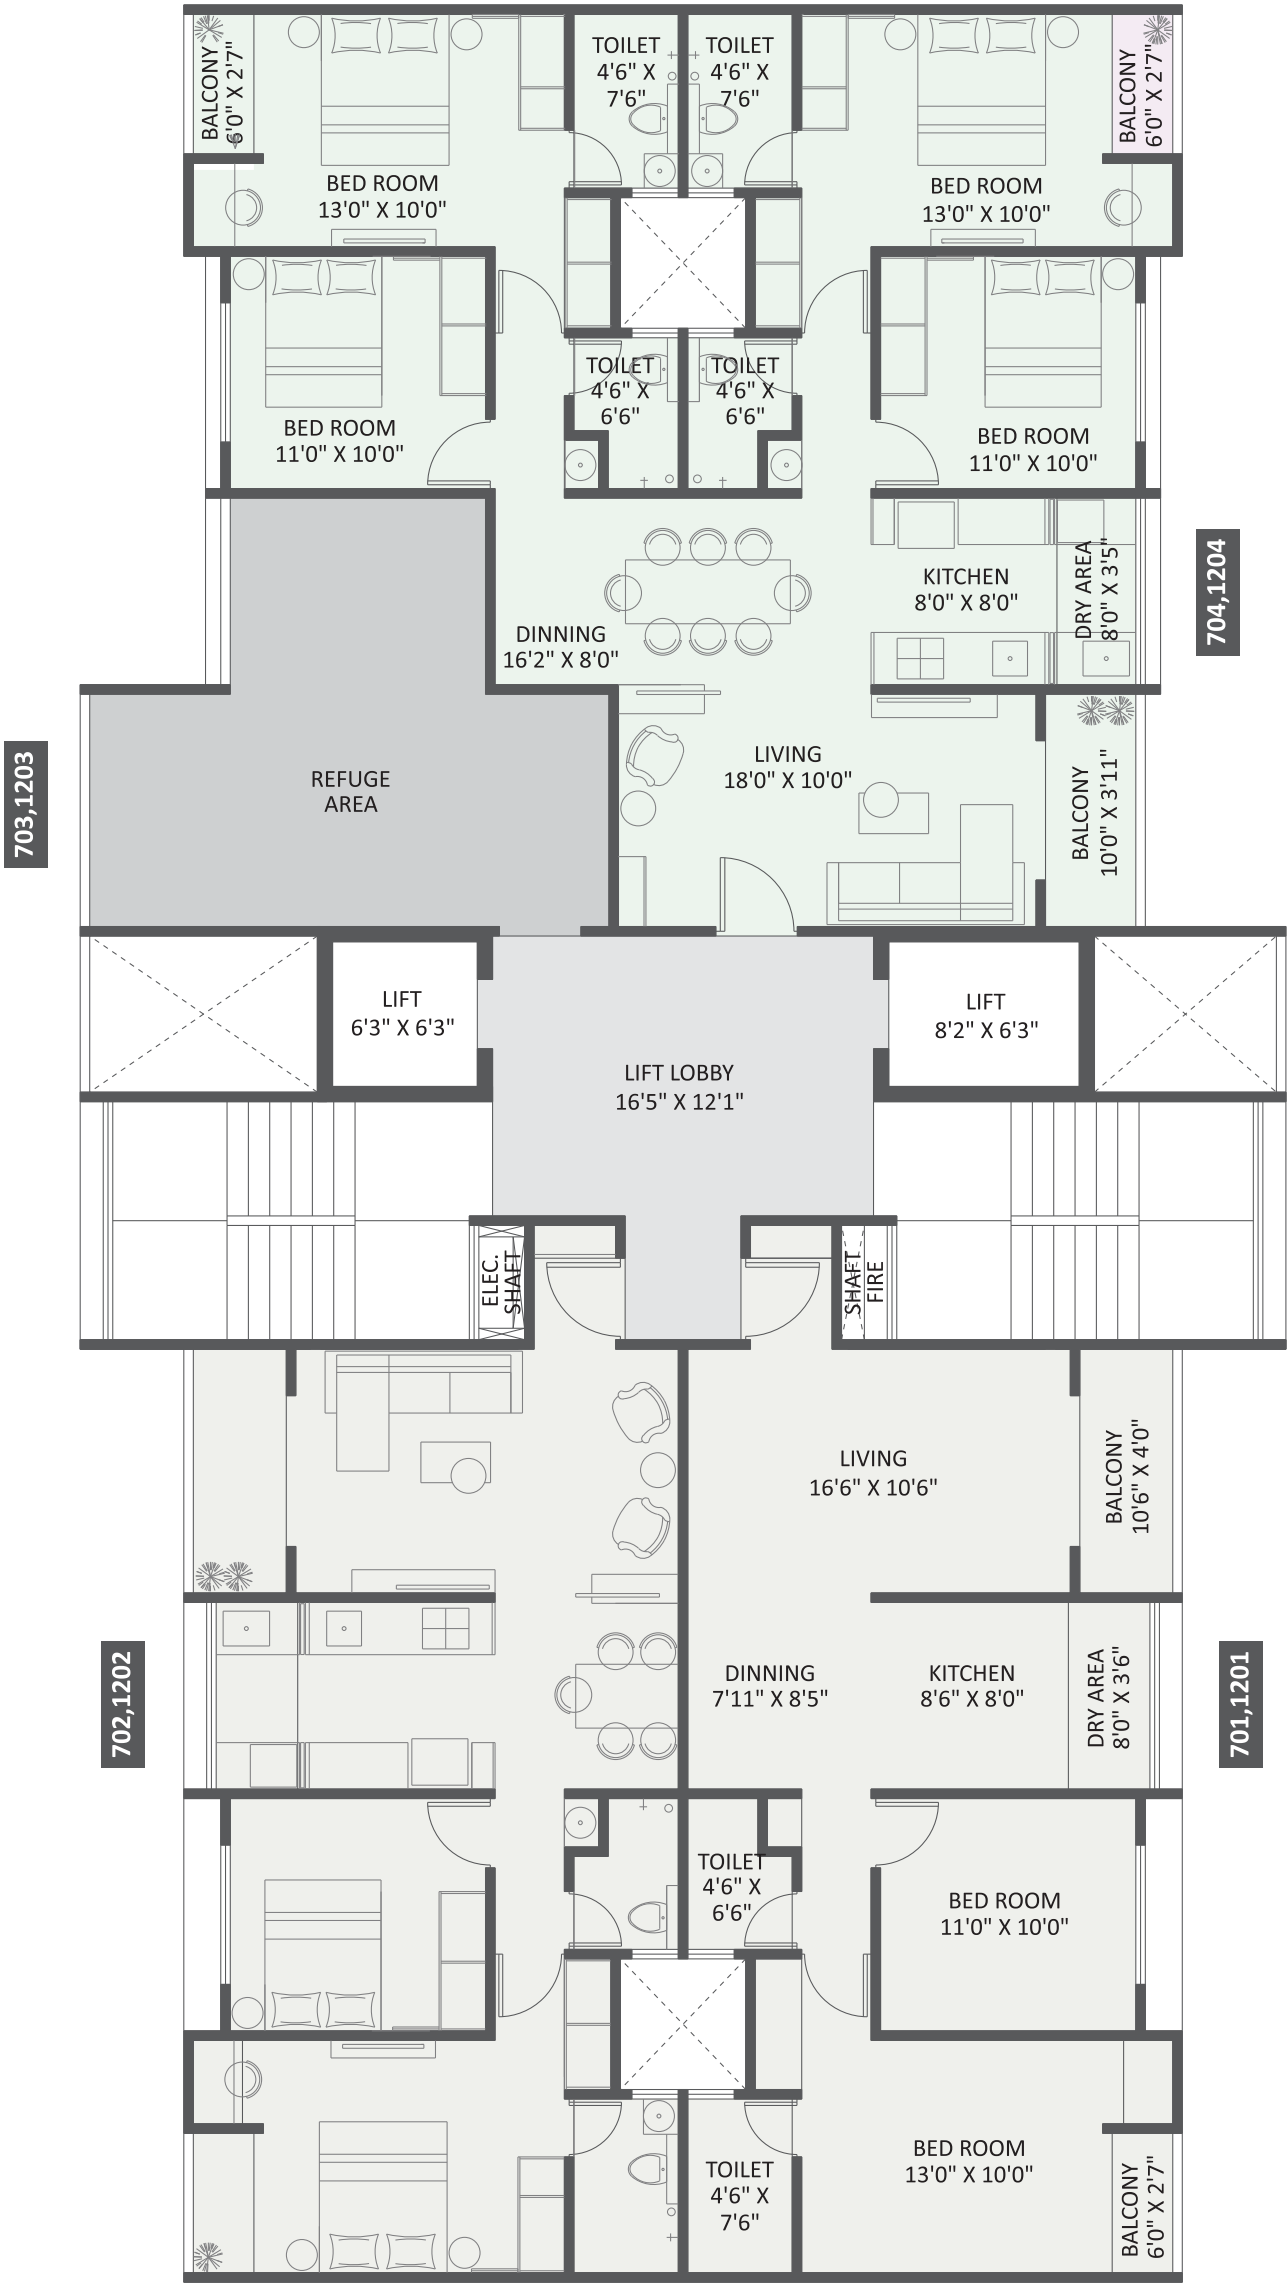 BALCONY
6'0" X 2'7"
TOILET
4'6" X
7'6"
TOILET
4'6" X
7'6"
BALCONY
6'0" X 2'7"
BED ROOM
13'0" X 10'0"
BED ROOM
13'0" X 10'0"
TOILET
4'6" X
6'6"
TOILET
4'6" X
6'6"
BED ROOM
11'0" X 10'0"
BED ROOM
11'0" X 10'0"
KITCHEN
8'0" X 8'0"
DRY AREA
8'0" X 3'5"
704,1204
DINNING
16'2" X 8'0"
703,1203
REFUGE
AREA
LIVING
18'0" X 10'0"
BALCONY
10'0" X 3'11"
LIFT
6'3" X 6'3"
LIFT
8'2" X 6'3"
LIFT LOBBY
16'5" X 12'1"
ELEC.
SHAFT
SHAFT
FIRE
LIVING
16'6" X 10'6"
BALCONY
10'6" X 4'0"
702,1202
DINNING
7'11" X 8'5"
KITCHEN
8'6" X 8'0"
DRY AREA
8'0" X 3'6"
701,1201
TOILET
4'6" X
6'6"
BED ROOM
11'0" X 10'0"
BED ROOM
13'0" X 10'0"
TOILET
4'6" X
7'6"
BALCONY
6'0" X 2'7"